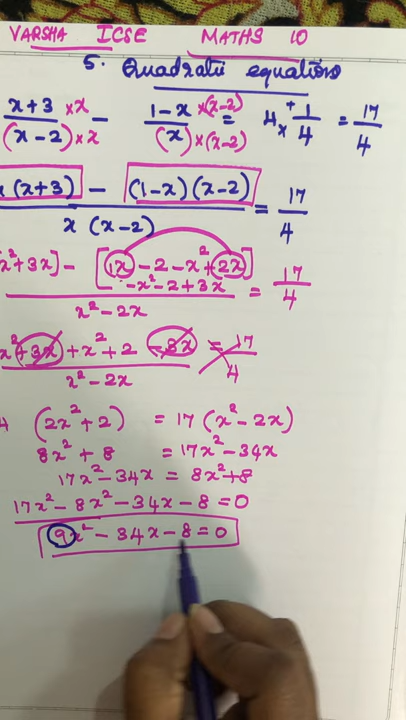 VARSHA ICSE MATHS 10
5. Quadratic equations
x+3 × x / (x-2) × x - 1-x × (x-2) / (x) × (x-2) = 4 × + 1 / 4 = 17/4
(x+3) - (1-x)(x-2) / x (x-2) = 17/4
x²+3x] - [1x - 2 - x² + 2x] = 17/4
-x² - 2 + 3x
x² - 2x
x² + 3x + x² + 2 - 3x = 17/4
x² - 2x
4 (2x² + 2) = 17 (x² - 2x)
8x² + 8 = 17x² - 34x
17x² - 34x = 8x² + 8
17x² - 8x² - 34x - 8 = 0
9x² - 34x - 8 = 0